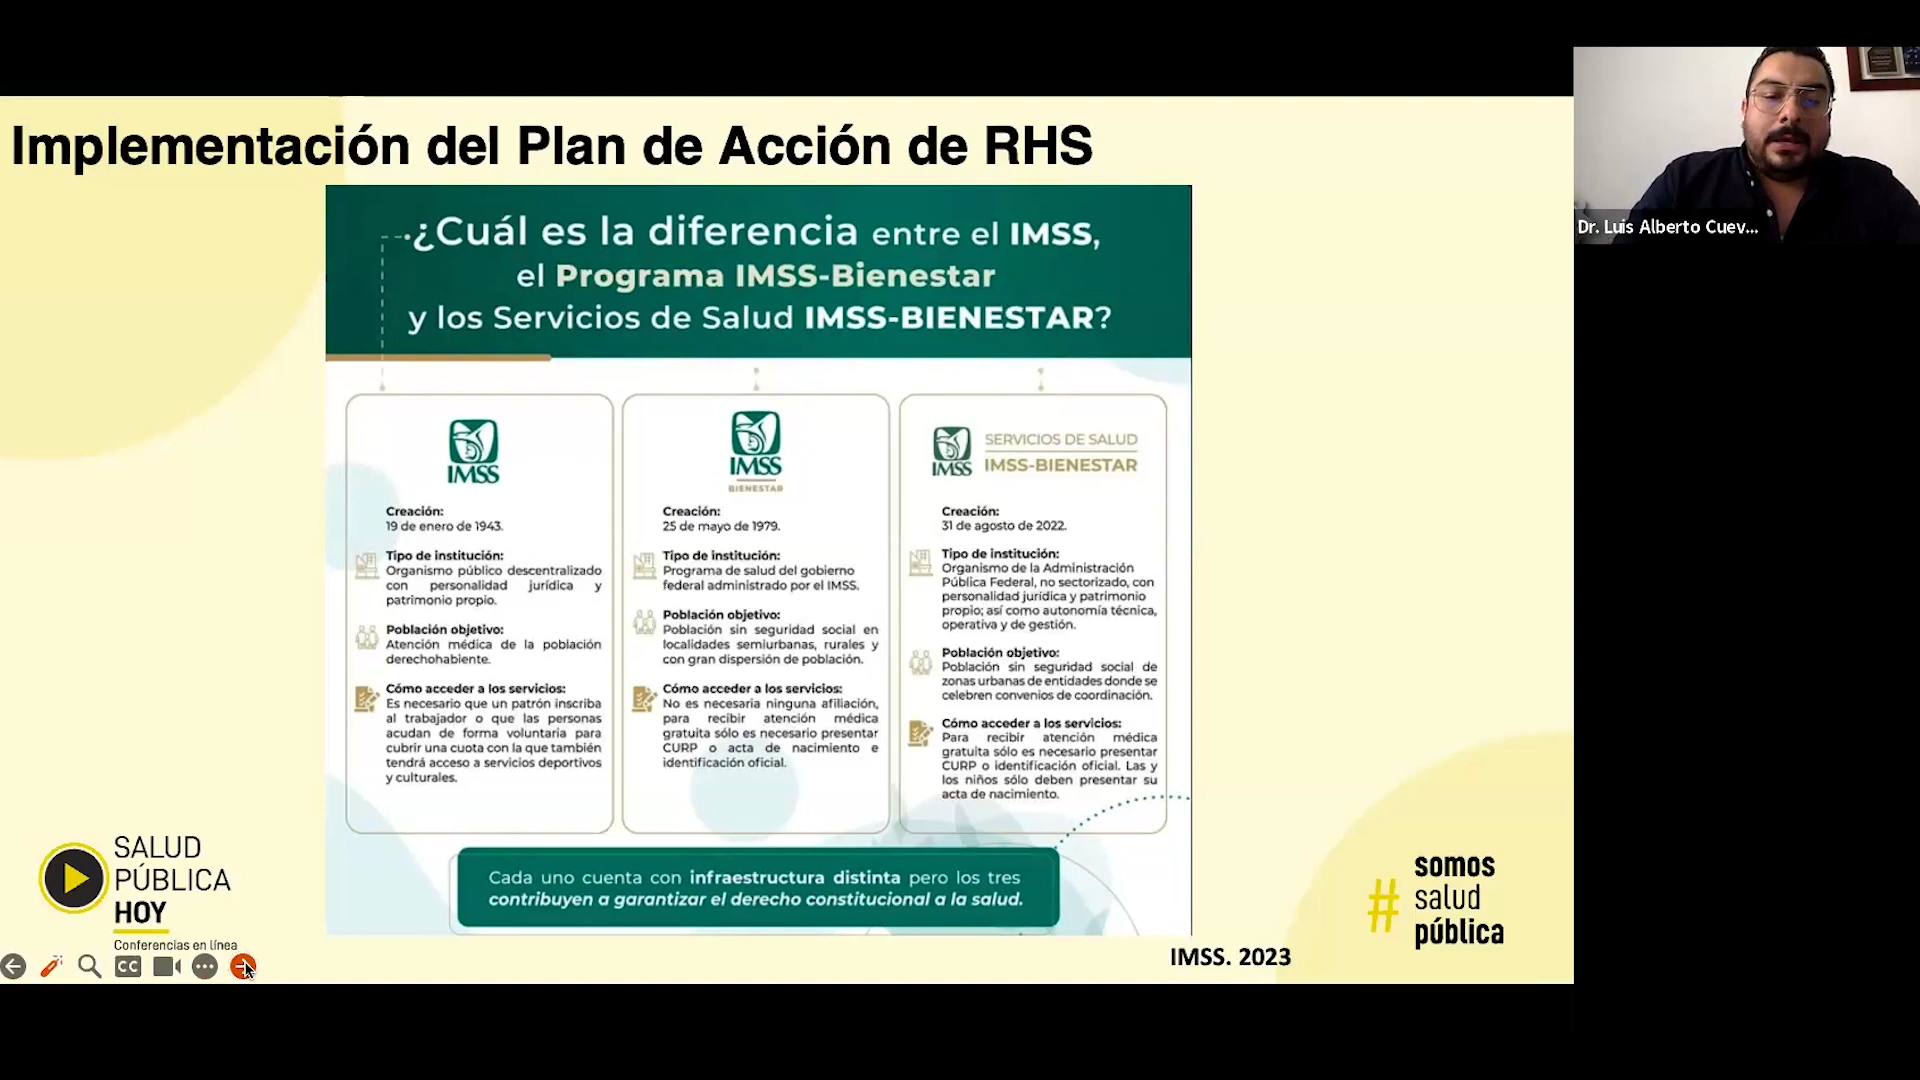 Implementación del Plan de Acción de RHS
¿Cuál es la diferencia entre el IMSS,
el Programa IMSS-Bienestar
y los Servicios de Salud IMSS-BIENESTAR?
IMSS
Creación:
19 de enero de 1943.
Tipo de institución:
Organismo público descentralizado
con personalidad jurídica y
patrimonio propio.
Población objetivo:
Atención médica de la población
derechohabiente.
Cómo acceder a los servicios:
Es necesario que un patrón inscriba
al trabajador o que las personas
acudan de forma voluntaria para
cubrir una cuota con la que también
tendrá acceso a servicios deportivos
y culturales.
IMSS
BIENESTAR
Creación:
25 de mayo de 1979.
Tipo de institución:
Programa de salud del gobierno
federal administrado por el IMSS.
Población objetivo:
Población sin seguridad social en
localidades semiurbanas, rurales y
con gran dispersión de población.
Cómo acceder a los servicios:
No es necesaria ninguna afiliación,
para recibir atención médica
gratuita sólo es necesario presentar
CURP o acta de nacimiento e
identificación oficial.
IMSS
SERVICIOS DE SALUD
IMSS-BIENESTAR
Creación:
31 de agosto de 2022.
Tipo de institución:
Organismo de la Administración
Pública Federal, no sectorizado, con
personalidad jurídica y patrimonio
propio; así como autonomía técnica,
operativa y de gestión.
Población objetivo:
Población sin seguridad social de
zonas urbanas de entidades donde se
celebren convenios de coordinación.
Cómo acceder a los servicios:
Para recibir atención médica
gratuita sólo es necesario presentar
CURP o identificación oficial. Las y
los niños sólo deben presentar su
acta de nacimiento.
Cada uno cuenta con infraestructura distinta pero los tres
contribuyen a garantizar el derecho constitucional a la salud.
IMSS. 2023
SALUD
PÚBLICA
HOY
Conferencias en línea
CC
# somos
salud
pública
Dr. Luis Alberto Cuev...